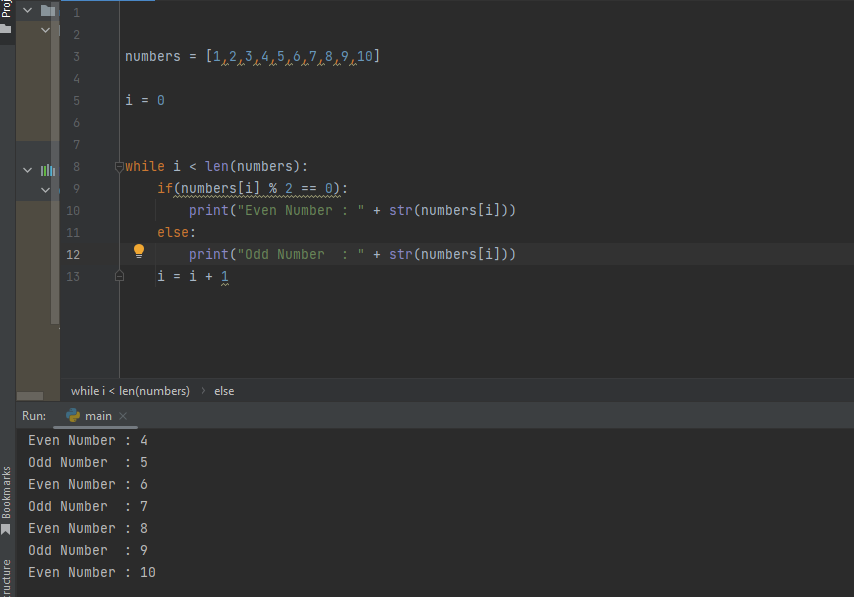 Proj
1
2
3 numbers = [1,2,3,4,5,6,7,8,9,10]
4
5 i = 0
6
7
8 while i < len(numbers):
9     if(numbers[i] % 2 == 0):
10         print("Even Number : " + str(numbers[i]))
11     else:
12         print("Odd Number  : " + str(numbers[i]))
13     i = i + 1
while i < len(numbers) > else
Run: main ×
Even Number : 4
Odd Number  : 5
Even Number : 6
Odd Number  : 7
Even Number : 8
Odd Number  : 9
Even Number : 10
Bookmarks
ructure